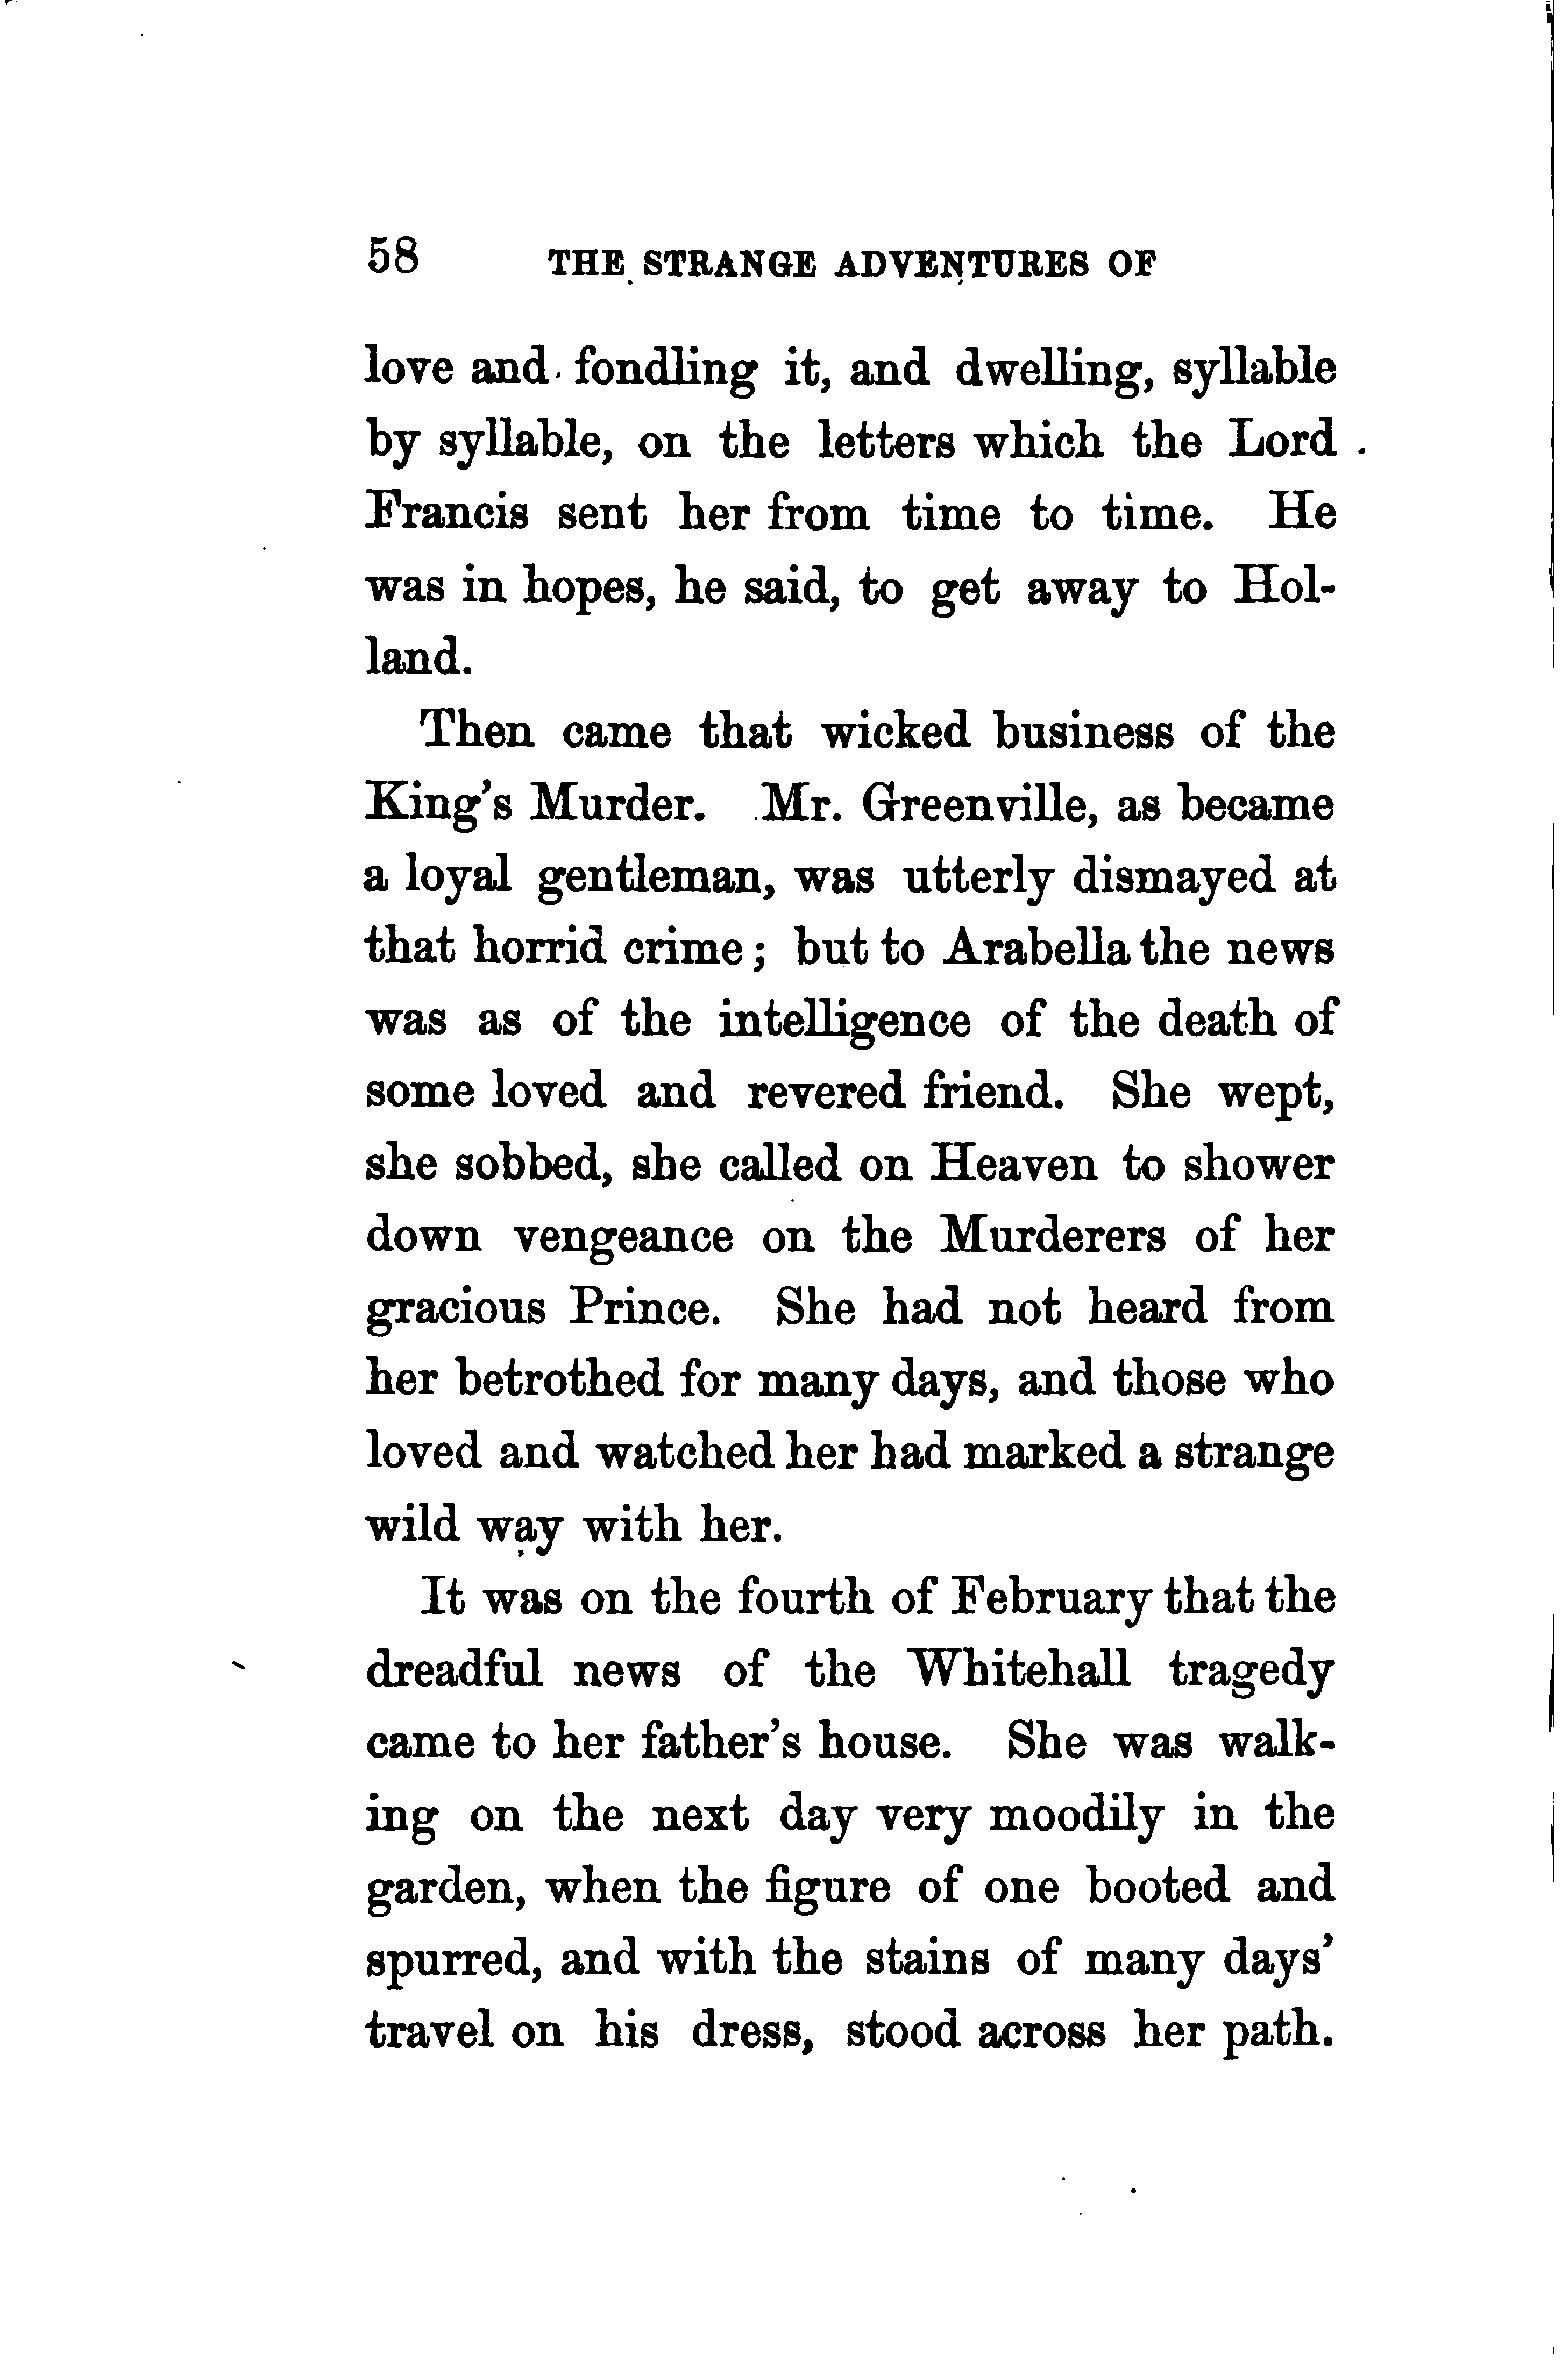 58 THE STRANGE ADVENTURES OF
love and fondling it, and dwelling, syllable
by syllable, on the letters which the Lord
Francis sent her from time to time. He
was in hopes, he said, to get away to Hol-
land.
Then came that wicked business of the
King's Murder. Mr. Greenville, as became
a loyal gentleman, was utterly dismayed at
that horrid crime; but to Arabella the news
was as of the intelligence of the death of
some loved and revered friend. She wept,
she sobbed, she called on Heaven to shower
down vengeance on the Murderers of her
gracious Prince. She had not heard from
her betrothed for many days, and those who
loved and watched her had marked a strange
wild way with her.
It was on the fourth of February that the
dreadful news of the Whitehall tragedy
came to her father's house. She was walk-
ing on the next day very moodily in the
garden, when the figure of one booted and
spurred, and with the stains of many days'
travel on his dress, stood across her path.